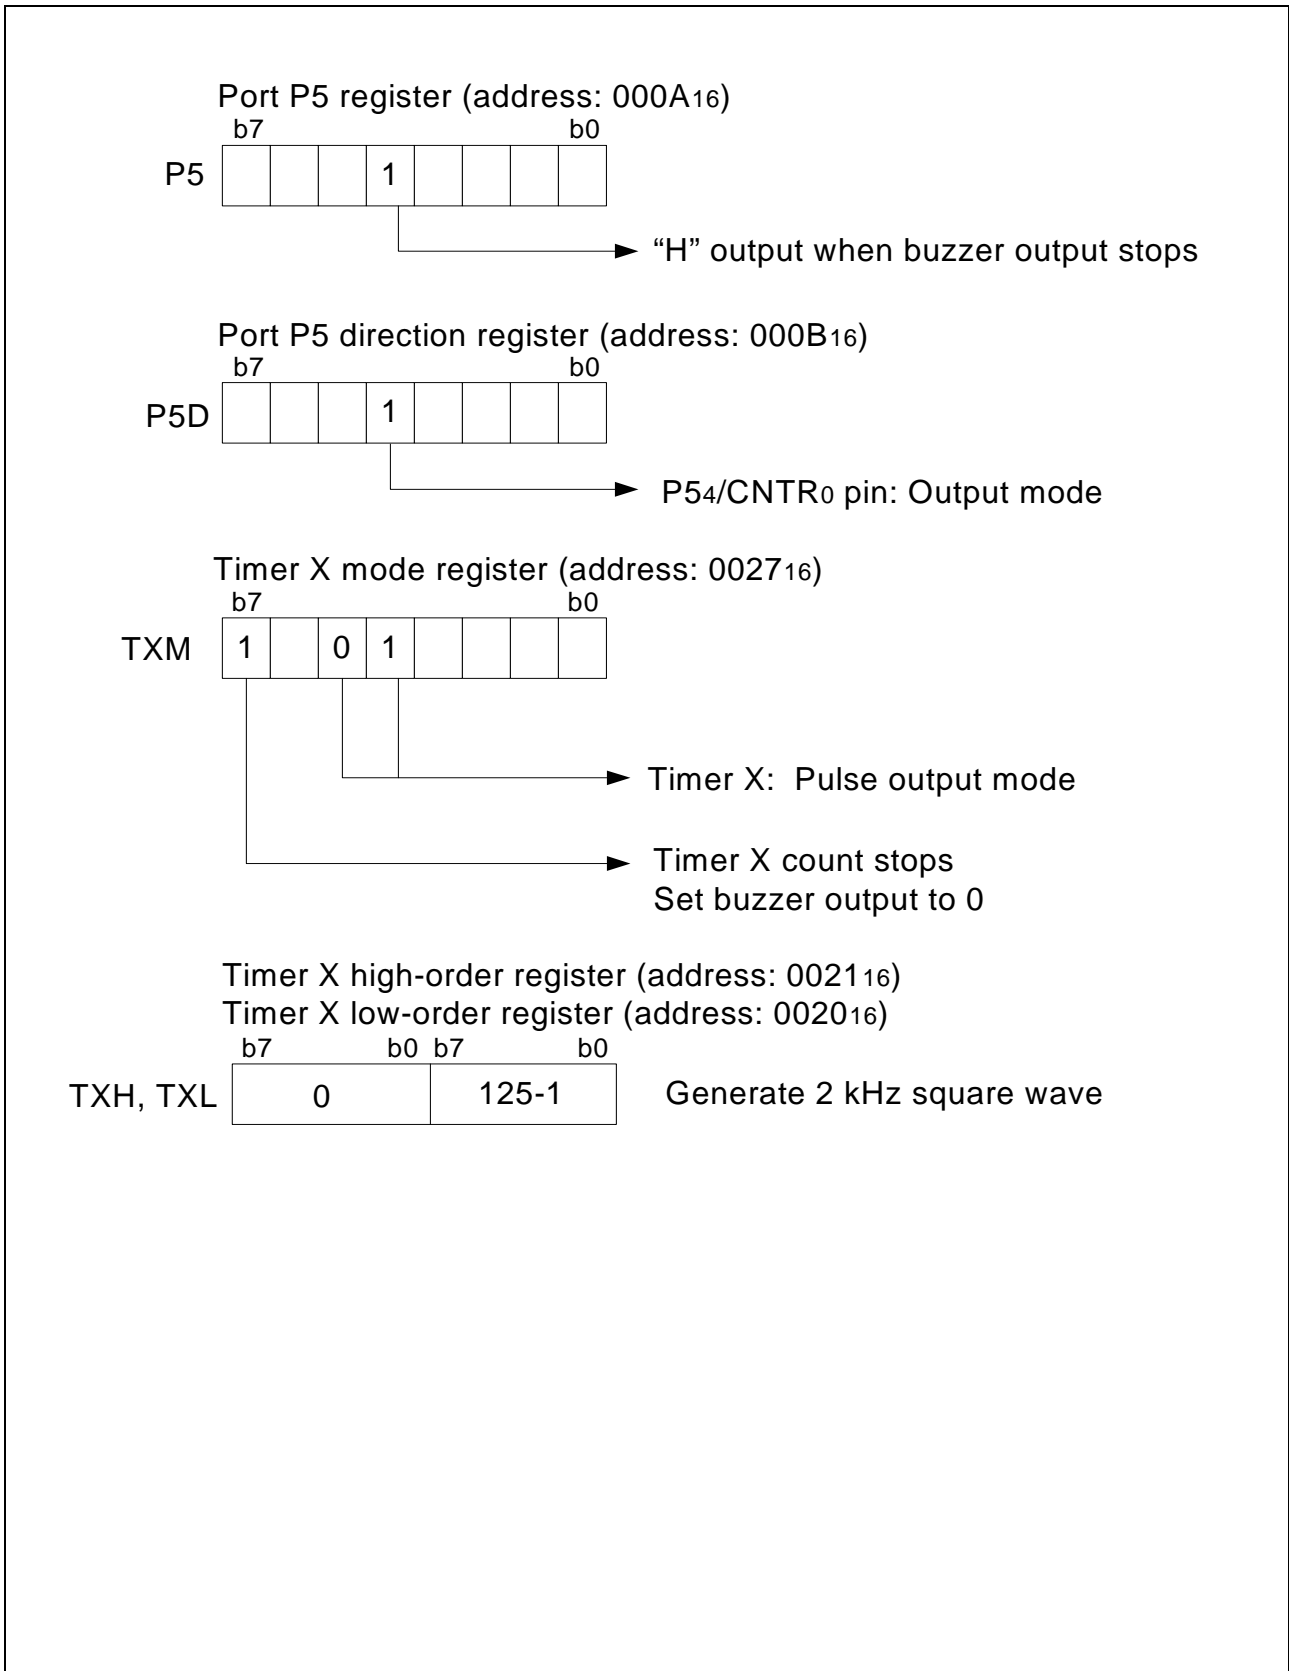 Port P5 register (address: 000A16)
b7 b0
P5 1
“H” output when buzzer output stops
Port P5 direction register (address: 000B16)
b7 b0
P5D 1
P54/CNTR0 pin: Output mode
Timer X mode register (address: 002716)
b7 b0
TXM 1 0 1
Timer X: Pulse output mode
Timer X count stops
Set buzzer output to 0
Timer X high-order register (address: 002116)
Timer X low-order register (address: 002016)
b7 b0 b7 b0
TXH, TXL 0 125-1 Generate 2 kHz square wave